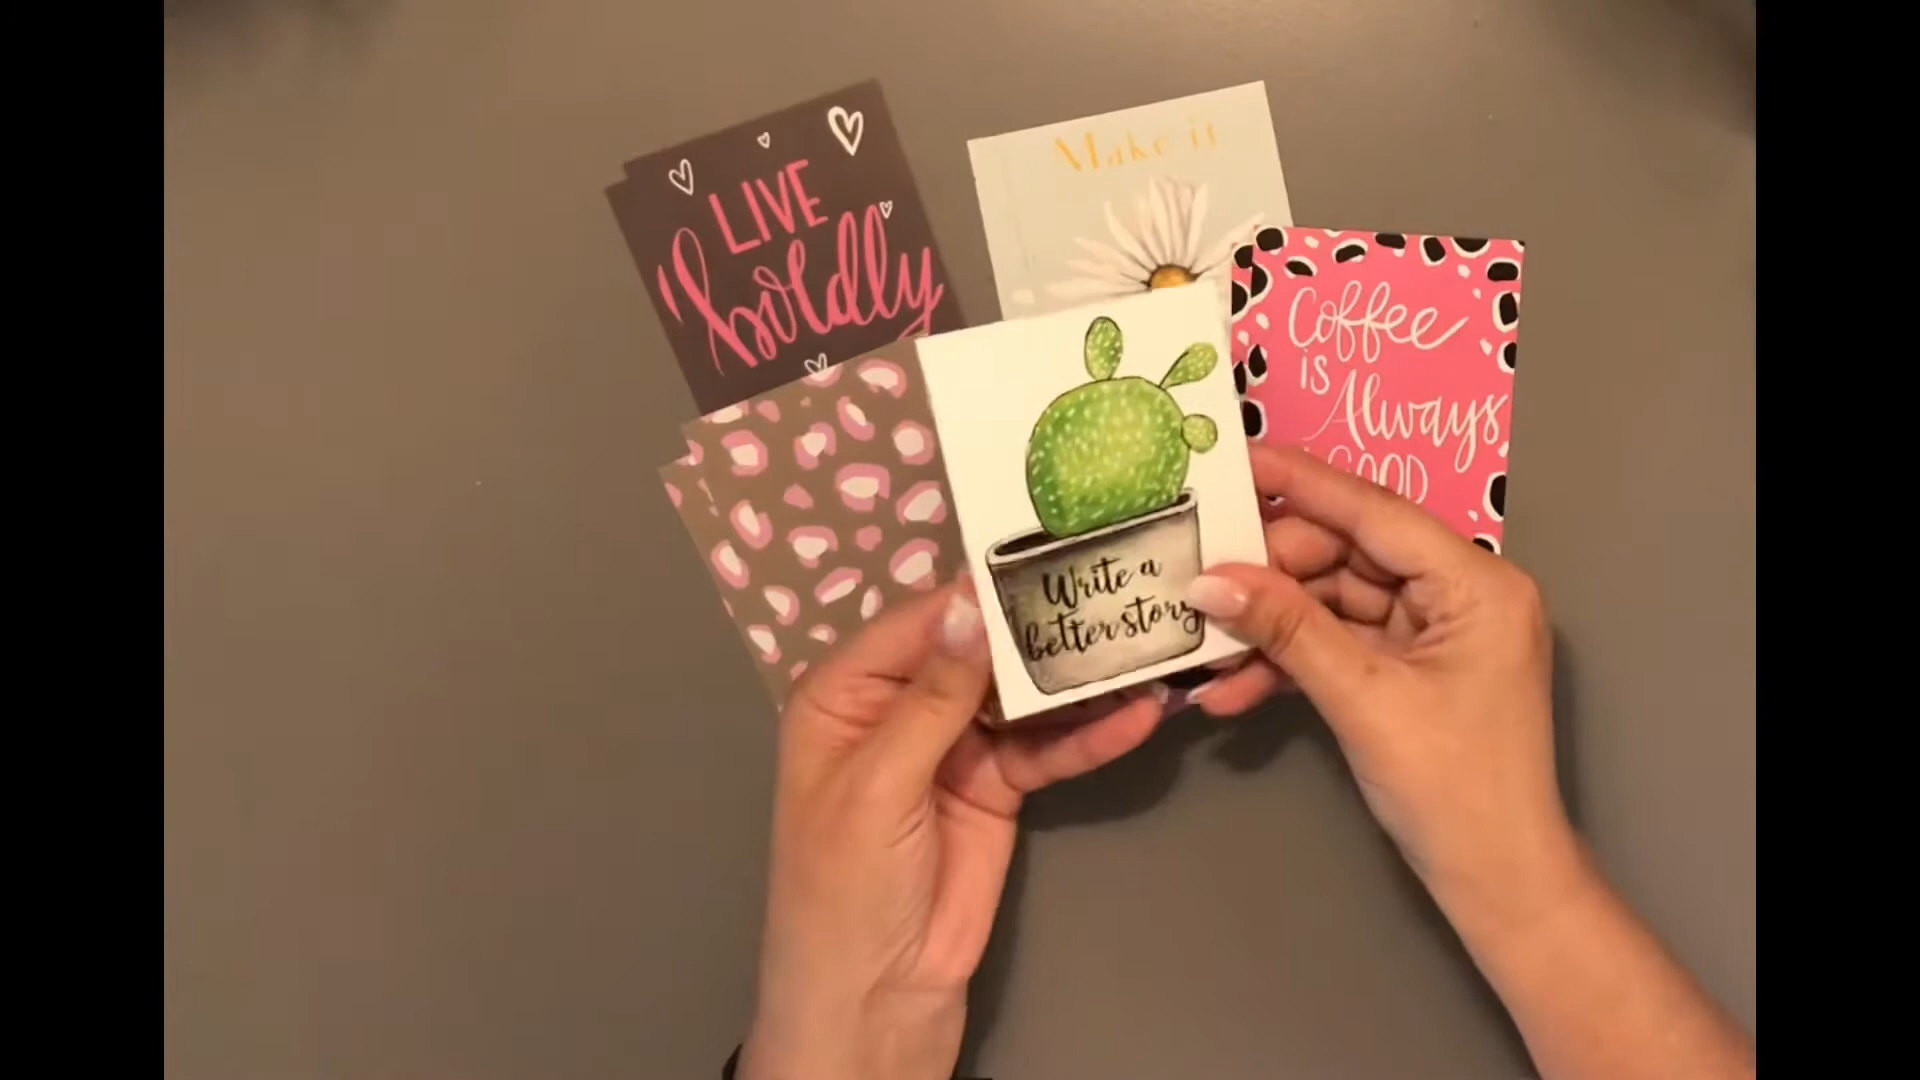 LIVE
boldly
Make it
Coffee
is
Always
GOOD
Write a
better story